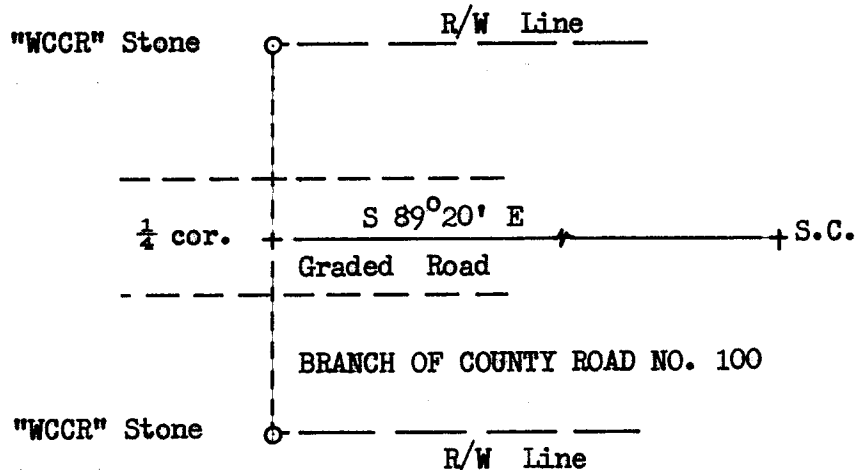 R/W Line
"WCCR" Stone
¼ cor.
S 89°20' E
S.C.
Graded Road
BRANCH OF COUNTY ROAD NO. 100
"WCCR" Stone
R/W Line